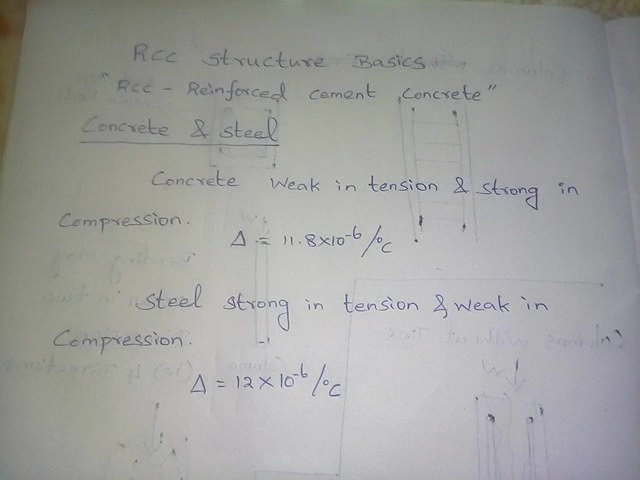 Rcc structure Basics
"Rcc - Reinforced cement concrete"
Concrete & steel
Concrete weak in tension & strong in
Compression.
Δ = 11.8×10⁻⁶/°c
Steel strong in tension & weak in
Compression.
Δ = 12×10⁻⁶/°c